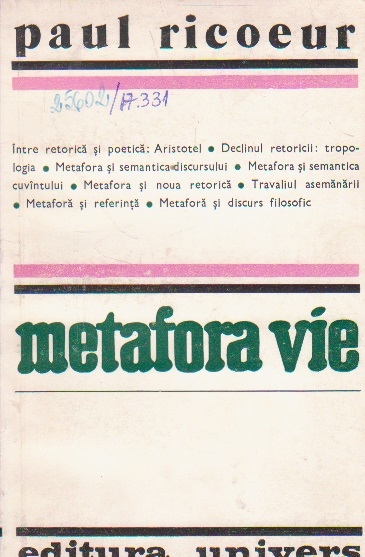 paul ricoeur
25602/17.331
Între retorică și poetică: Aristotel • Declinul retoricii: tropo-
logia • Metafora și semantica discursului • Metafora și semantica
cuvîntului • Metafora și noua retorică • Travaliul asemănării
• Metaforă și referință • Metaforă și discurs filosofic
metafora vie
editura univers